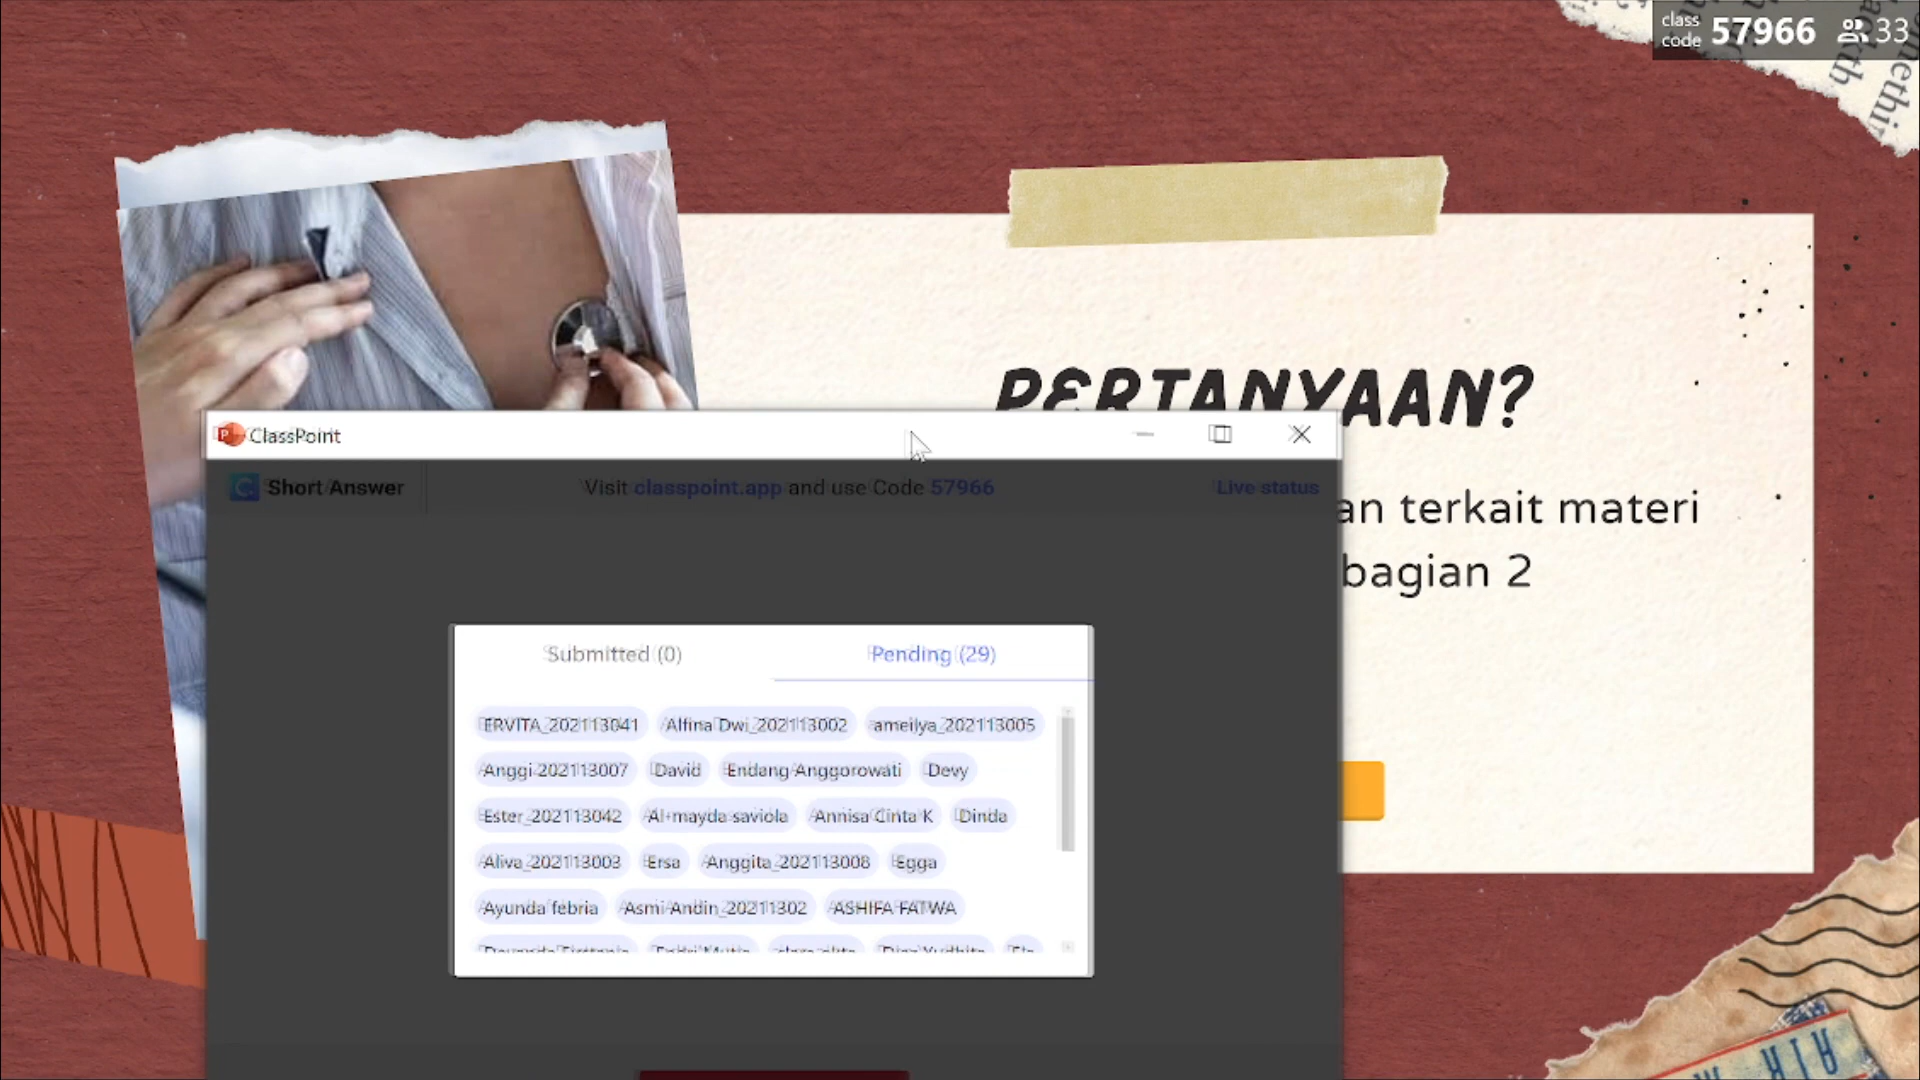 class code 57966 33
PERTANYAAN?
an terkait materi
bagian 2
ClassPoint
Short Answer
Visit classpoint.app and use Code 57966
Live status
Submitted (0)
Pending (29)
ERVITA_202113041 Alfina Dwi_202113002 ameilya_202113005
Anggi 202113007 David Endang Anggorowati Devy
Ester_202113042 Al-mayda saviola Annisa Cinta K Dinda
Aliva_202113003 Ersa Anggita_202113008 Egga
Ayunda febria Asmi Andin_20211302 ASHIFA FATWA